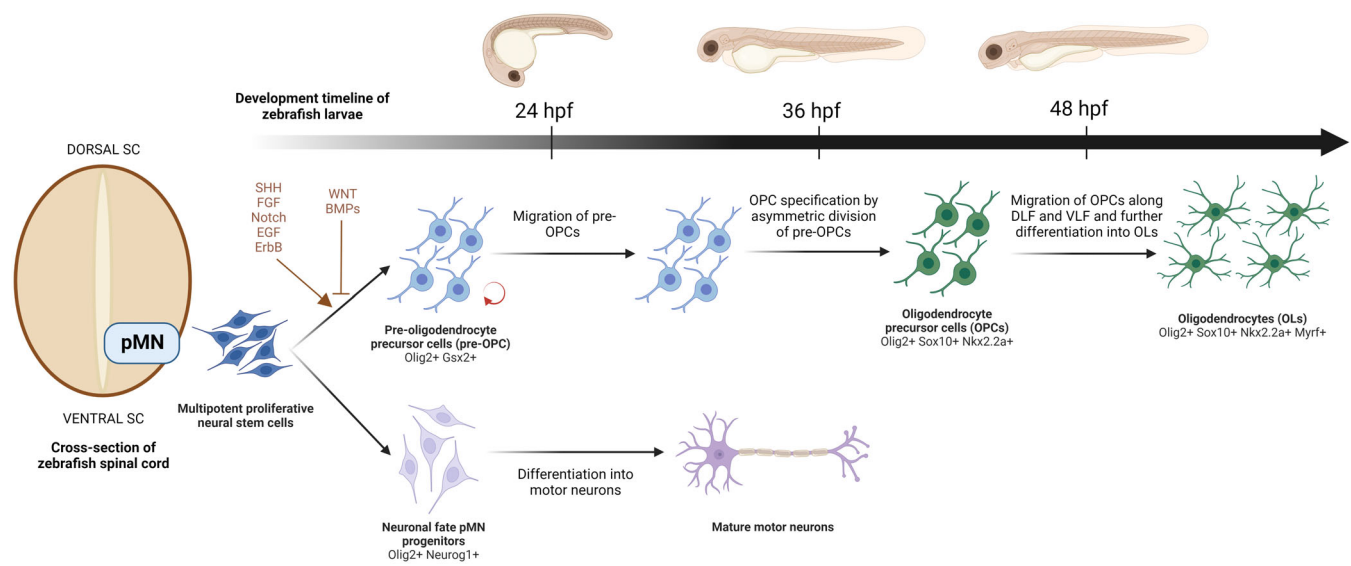 Development timeline of
zebrafish larvae
24 hpf
36 hpf
48 hpf
DORSAL SC
pMN
VENTRAL SC
Cross-section of
zebrafish spinal cord
SHH
FGF
Notch
EGF
ErbB
WNT
BMPs
Multipotent proliferative
neural stem cells
Pre-oligodendrocyte
precursor cells (pre-OPC)
Olig2+ Gsx2+
Migration of pre-
OPCs
OPC specification by
asymmetric division
of pre-OPCs
Oligodendrocyte
precursor cells (OPCs)
Olig2+ Sox10+ Nkx2.2a+
Migration of OPCs along
DLF and VLF and further
differentiation into OLs
Oligodendrocytes (OLs)
Olig2+ Sox10+ Nkx2.2a+ Myrf+
Neuronal fate pMN
progenitors
Olig2+ Neurog1+
Differentiation into
motor neurons
Mature motor neurons